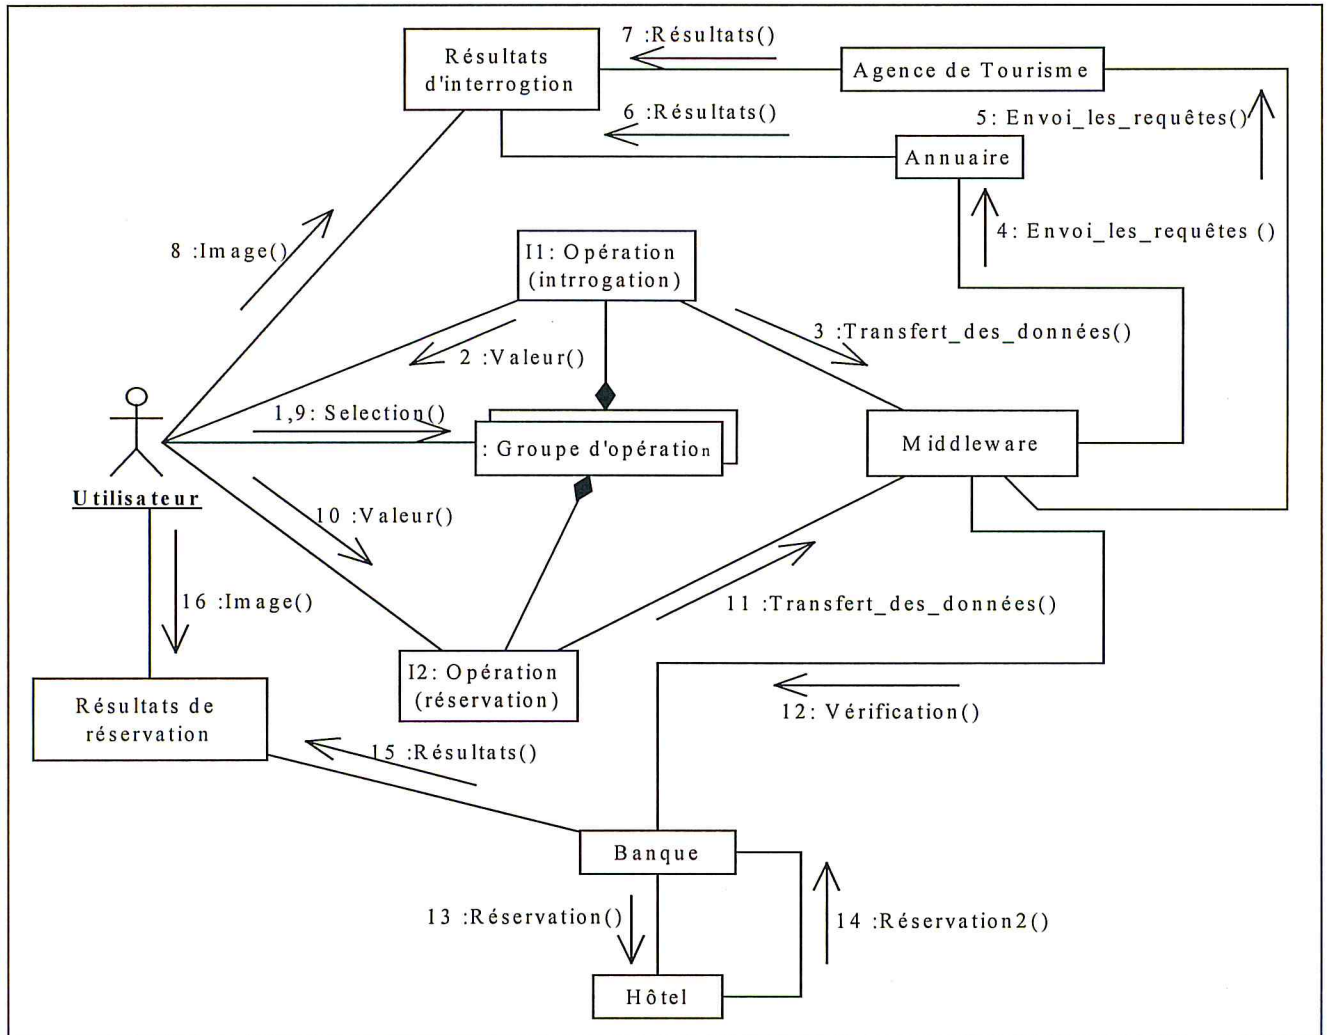 7 :Résultats()
Résultats
d'interrogtion
Agence de Tourisme
6 :Résultats()
5: Envoi_les_requêtes()
Annuaire
4: Envoi_les_requêtes ()
8 :Image()
I1: Opération
(intrrogation)
3 :Transfert_des_données()
2 :Valeur()
1,9: Selection()
: Groupe d'opération
Middleware
Utilisateur
10 :Valeur()
16 :Image()
11 :Transfert_des_données()
I2: Opération
(réservation)
Résultats de
réservation
12: Vérification()
15 :Résultats()
Banque
13 :Réservation()
14 :Réservation2()
Hôtel